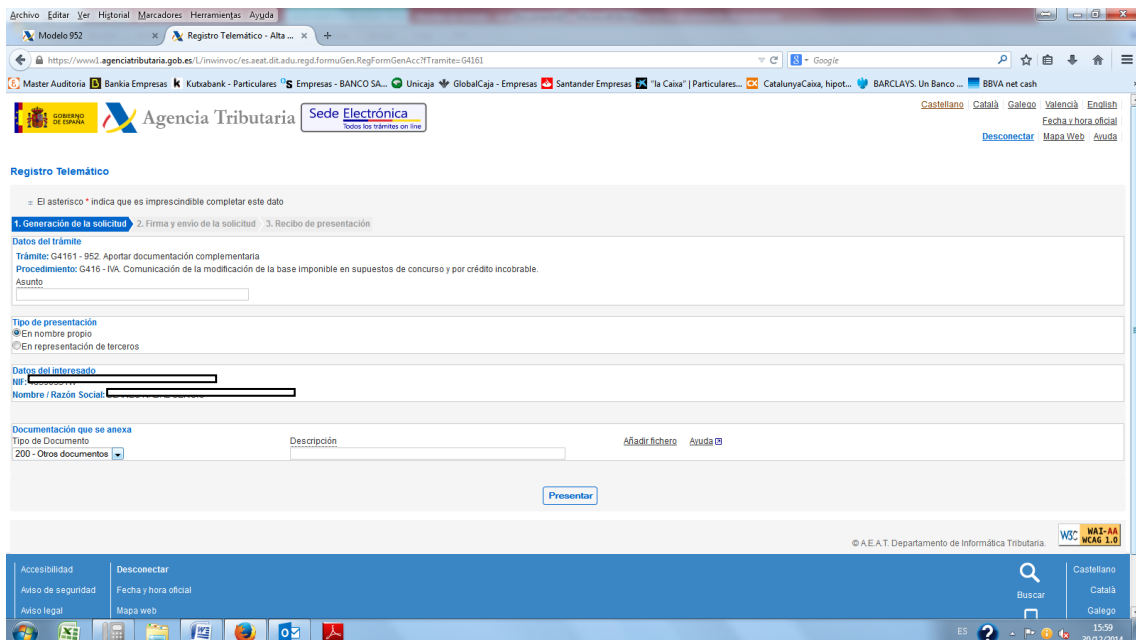 Archivo Editar Ver Historial Marcadores Herramientas Ayuda
Modelo 952 × Registro Telemático - Alta ... × +
https://www1.agenciatributaria.gob.es/L/inwinvoc/es.aeat.dit.adu.regd.formuGen.RegFormGenAcc?fTramite=G4161 Google
Master Auditoria Bankia Empresas Kutxabank - Particulares Empresas - BANCO SA... Unicaja GlobalCaja - Empresas Santander Empresas "la Caixa" | Particulares... CatalunyaCaixa, hipot... BARCLAYS. Un Banco ... BBVA net cash
GOBIERNO DE ESPAÑA Agencia Tributaria Sede Electrónica
Todos los trámites on line
Castellano Català Galego Valencià English
Fecha y hora oficial
Desconectar Mapa Web Ayuda
Registro Telemático
El asterisco * indica que es imprescindible completar este dato
1. Generación de la solicitud 2. Firma y envío de la solicitud 3. Recibo de presentación
Datos del trámite
Trámite: G4161 - 952. Aportar documentación complementaria
Procedimiento: G416 - IVA. Comunicación de la modificación de la base imponible en supuestos de concurso y por crédito incobrable.
Asunto
Tipo de presentación
En nombre propio
En representación de terceros
Datos del interesado
NIF:
Nombre / Razón Social:
Documentación que se anexa
Tipo de Documento Descripción Añadir fichero Ayuda
200 - Otros documentos
Presentar
© A.E.A.T. Departamento de Informática Tributaria. W3C WAI-AA WCAG 1.0
Accesibilidad Desconectar Castellano
Aviso de seguridad Fecha y hora oficial Buscar Català
Aviso legal Mapa web Galego
ES 15:59
30/12/2014